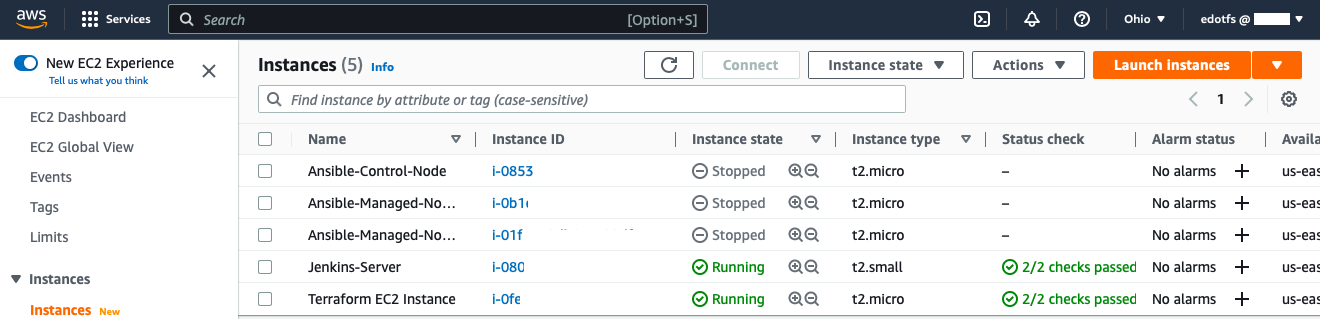 aws Services Search [Option+S] Ohio ▼ edotfs @ ▼
New EC2 Experience
Tell us what you think
EC2 Dashboard
EC2 Global View
Events
Tags
Limits
Instances
Instances New
Instances (5) Info Connect Instance state ▼ Actions ▼ Launch instances ▼
Find instance by attribute or tag (case-sensitive) 1
Name Instance ID Instance state Instance type Status check Alarm status Availa
Ansible-Control-Node i-0853 Stopped t2.micro – No alarms + us-eas
Ansible-Managed-No... i-0b1 Stopped t2.micro – No alarms + us-eas
Ansible-Managed-No... i-01f Stopped t2.micro – No alarms + us-eas
Jenkins-Server i-080 Running t2.small 2/2 checks passed No alarms + us-eas
Terraform EC2 Instance i-0fe Running t2.micro 2/2 checks passed No alarms + us-eas